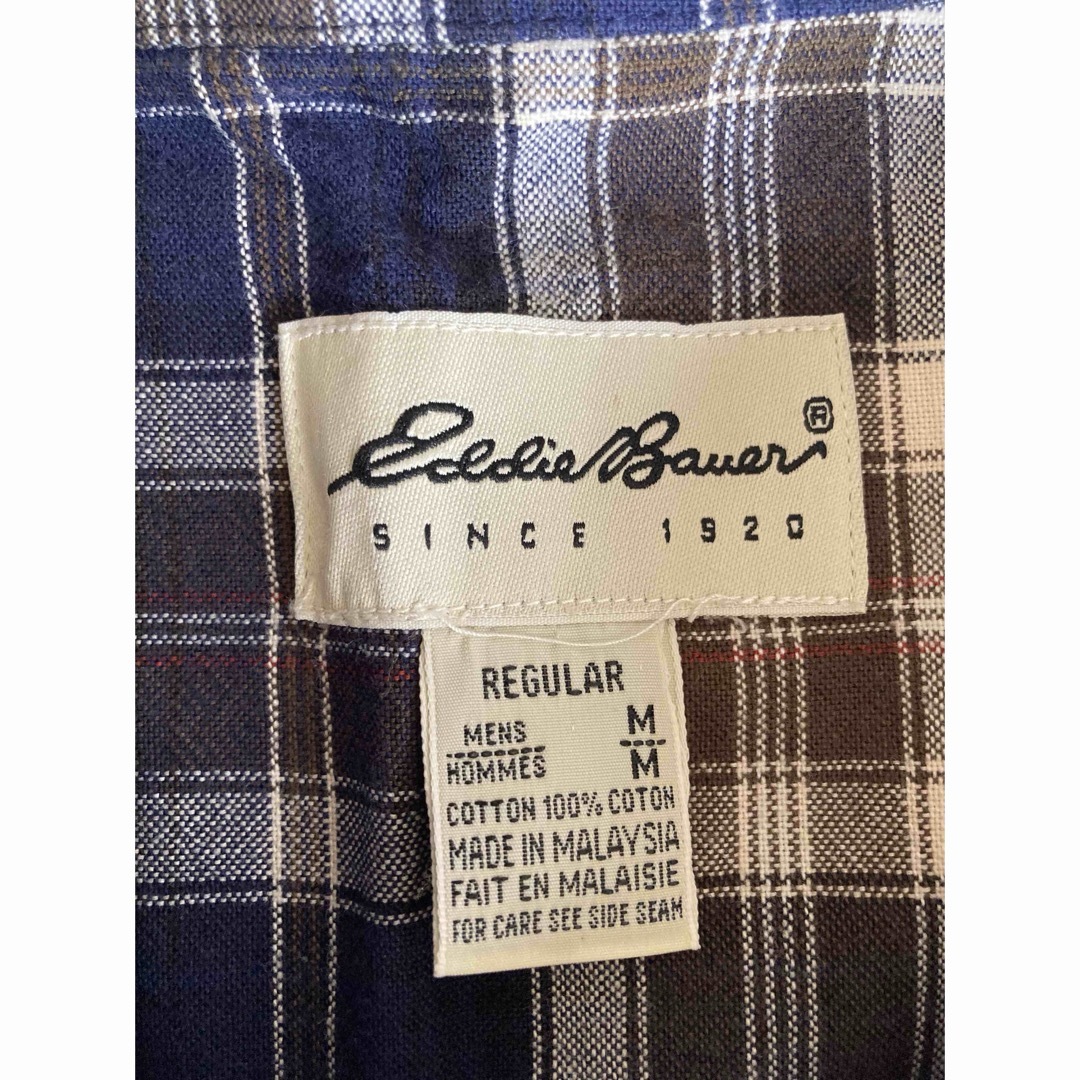 Eddie Bauer®
SINCE 1920
REGULAR
MENS M
HOMMES M
COTTON 100% COTON
MADE IN MALAYSIA
FAIT EN MALAISIE
FOR CARE SEE SIDE SEAM